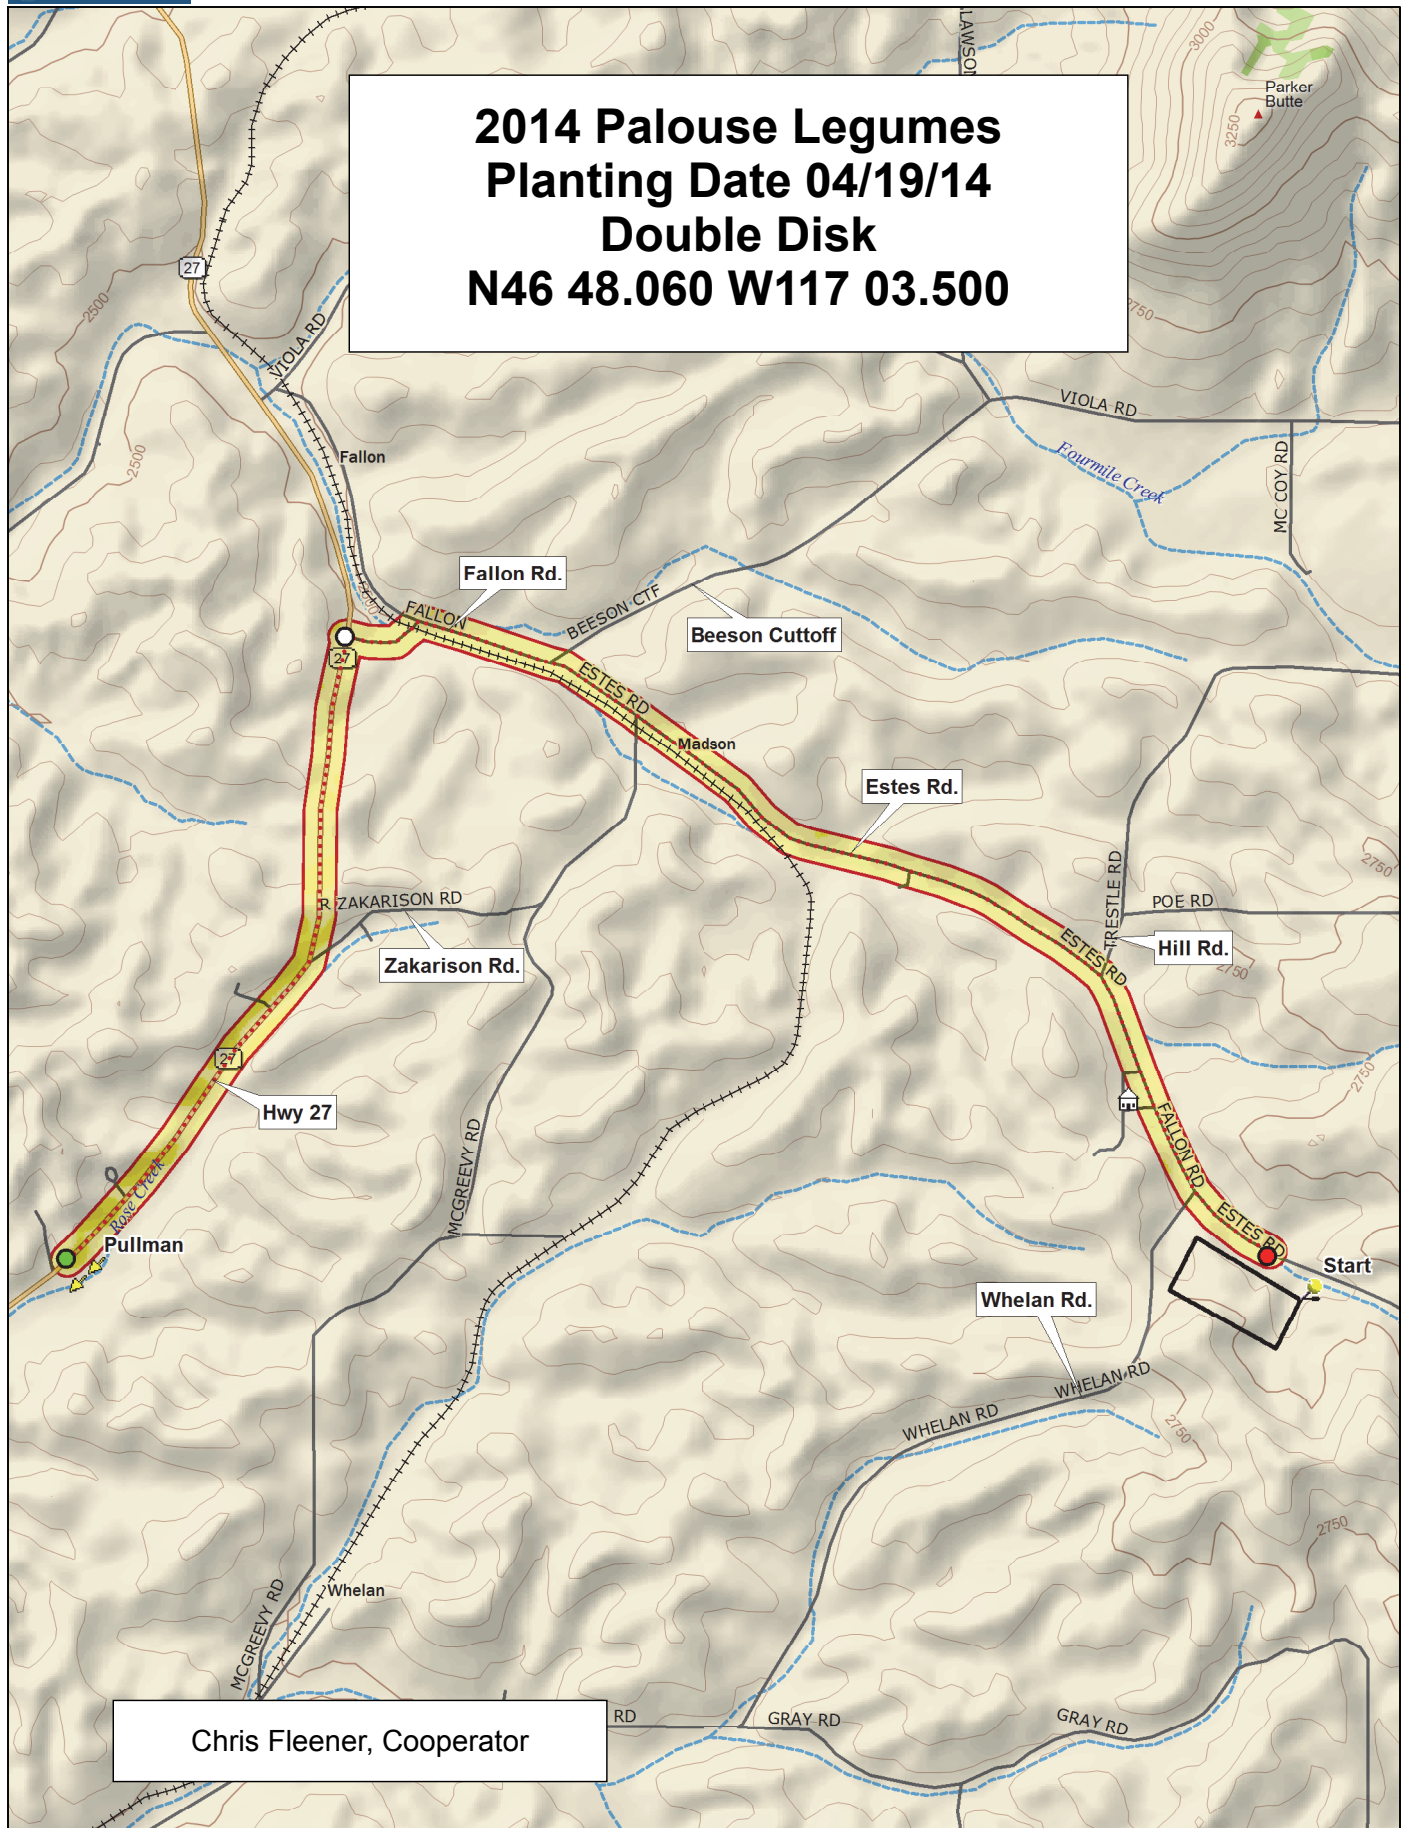 LAWSON
3000
Parker
Butte
3250
2014 Palouse Legumes
Planting Date 04/19/14
Double Disk
N46 48.060 W117 03.500
27
2500
VIOLA RD
2750
VIOLA RD
2500
Fallon
Fourmile Creek
MC COY RD
Fallon Rd.
2500
FALLON
BEESON CTF
Beeson Cuttoff
27
ESTES RD
Madson
Estes Rd.
2750
R ZAKARISON RD
TRESTLE RD
POE RD
Zakarison Rd.
ESTES RD
Hill Rd.
2750
27
2750
Hwy 27
FALLON RD
MCGREEVY RD
Rose Creek
Pullman
ESTES RD
Start
Whelan Rd.
WHELAN RD
WHELAN RD
2750
2750
Whelan
MCGREEVY RD
RD
GRAY RD
GRAY RD
Chris Fleener, Cooperator